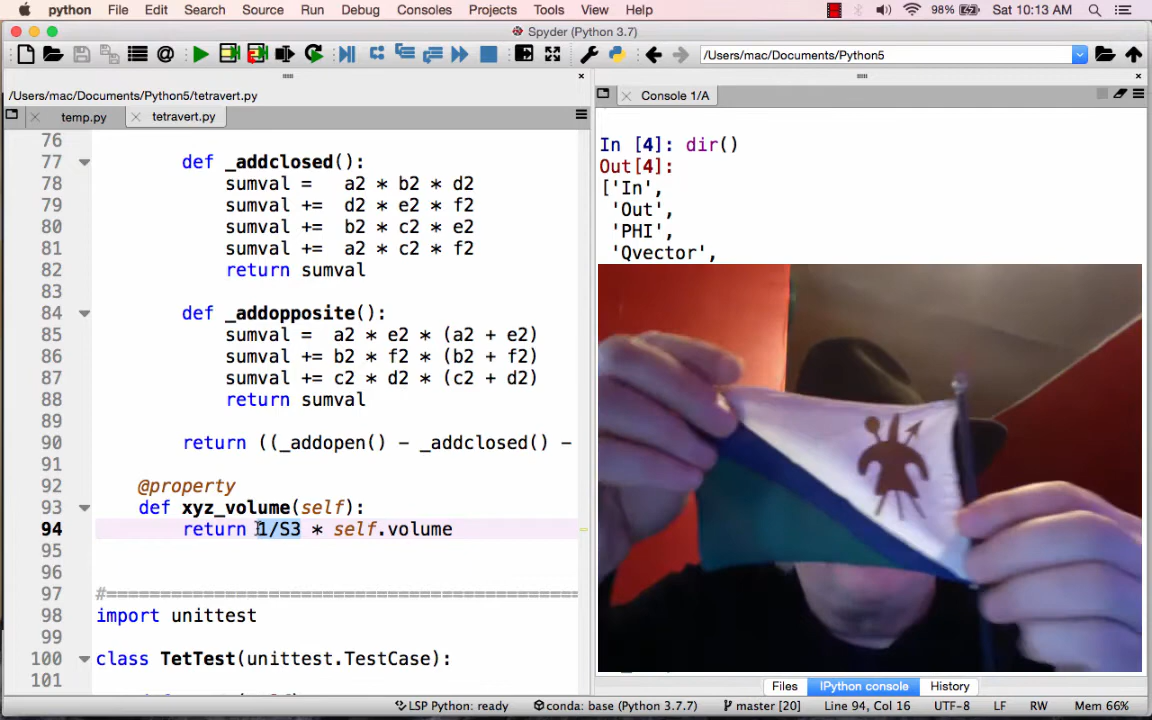 python File Edit Search Source Run Debug Consoles Projects Tools View Help 98% Sat 10:13 AM
Spyder (Python 3.7)
/Users/mac/Documents/Python5
/Users/mac/Documents/Python5/tetravert.py
temp.py tetravert.py
Console 1/A
76
77 def _addclosed():
78 sumval =   a2 * b2 * d2
79 sumval +=  d2 * e2 * f2
80 sumval +=  b2 * c2 * e2
81 sumval +=  a2 * c2 * f2
82 return sumval
83
84 def _addopposite():
85 sumval =  a2 * e2 * (a2 + e2)
86 sumval += b2 * f2 * (b2 + f2)
87 sumval += c2 * d2 * (c2 + d2)
88 return sumval
89
90 return ((_addopen() - _addclosed() -
91
92 @property
93 def xyz_volume(self):
94 return 1/S3 * self.volume
95
96
97 #=============================================
98 import unittest
99
100 class TetTest(unittest.TestCase):
101
In [4]: dir()
Out[4]:
['In',
'Out',
'PHI',
'Qvector',
Files IPython console History
LSP Python: ready conda: base (Python 3.7.7) master [20] Line 94, Col 16 UTF-8 LF RW Mem 66%